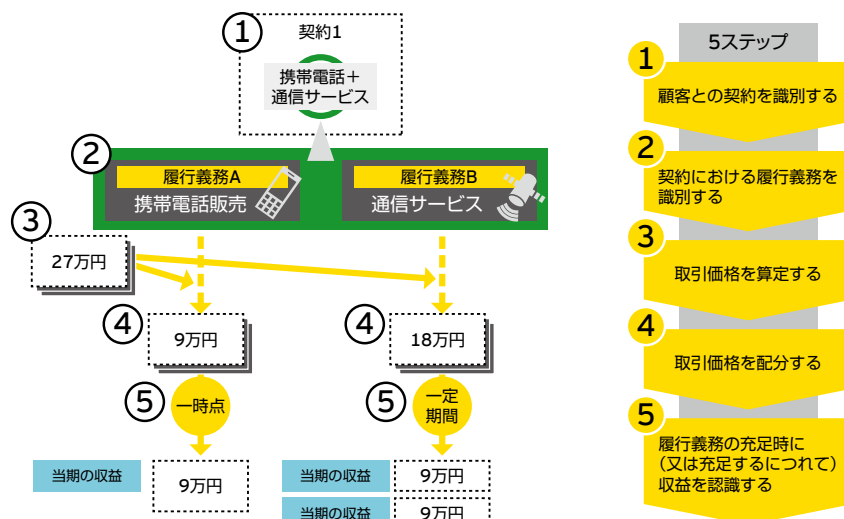 ①
契約1
携帯電話＋
通信サービス
②
履行義務A
携帯電話販売
履行義務B
通信サービス
③
27万円
④
9万円
④
18万円
⑤
一時点
⑤
一定
期間
当期の収益
9万円
当期の収益
9万円
当期の収益
9万円
5ステップ
1
顧客との契約を識別する
2
契約における履行義務を
識別する
3
取引価格を算定する
4
取引価格を配分する
5
履行義務の充足時に
（又は充足するにつれて）
収益を認識する